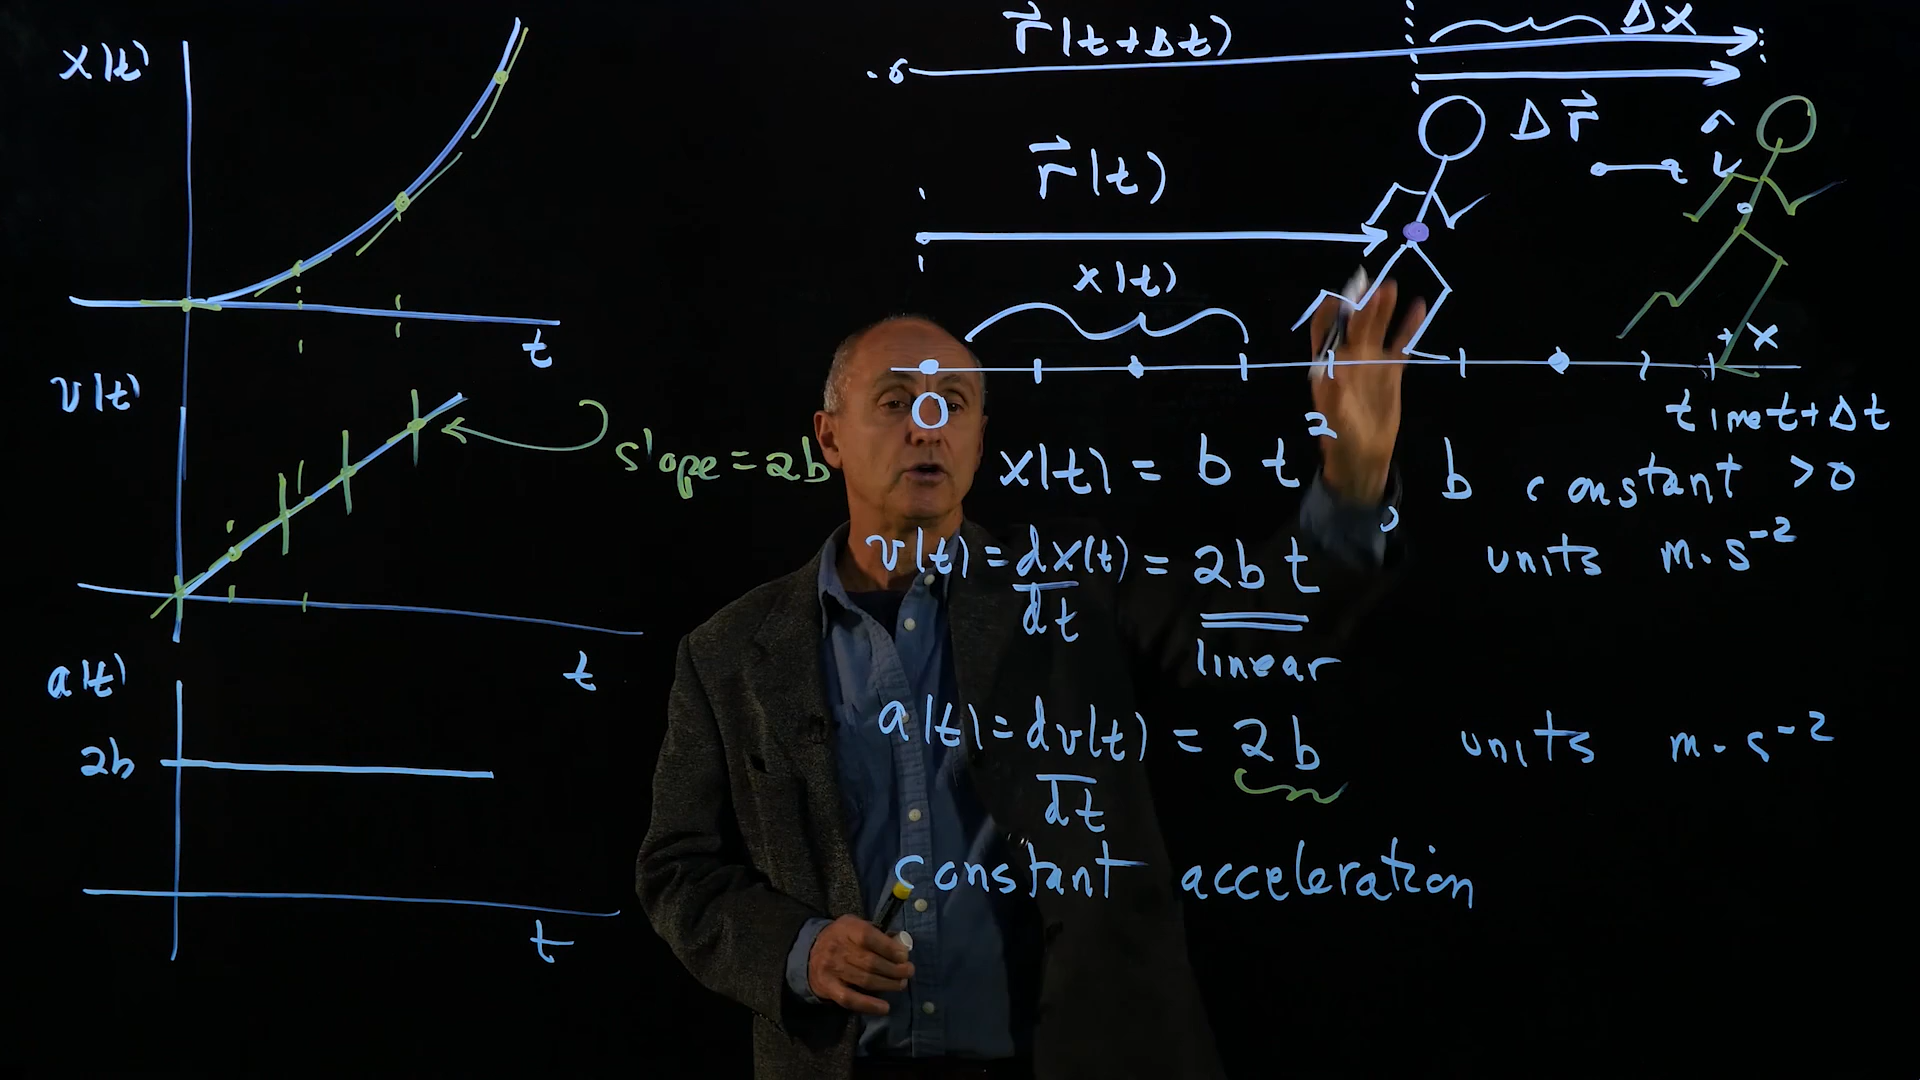 x(t)
t
v(t)
slope = 2b
t
a(t)
2b
t
r⃗(t+Δt)
Δx
Δr⃗
r⃗(t)
x(t)
+x
0
time t+Δt
x(t) = b t², b constant > 0
units m·s⁻²
v(t) = dx(t)/dt = 2b t
linear
a(t) = dv(t)/dt = 2b
units m·s⁻²
constant acceleration